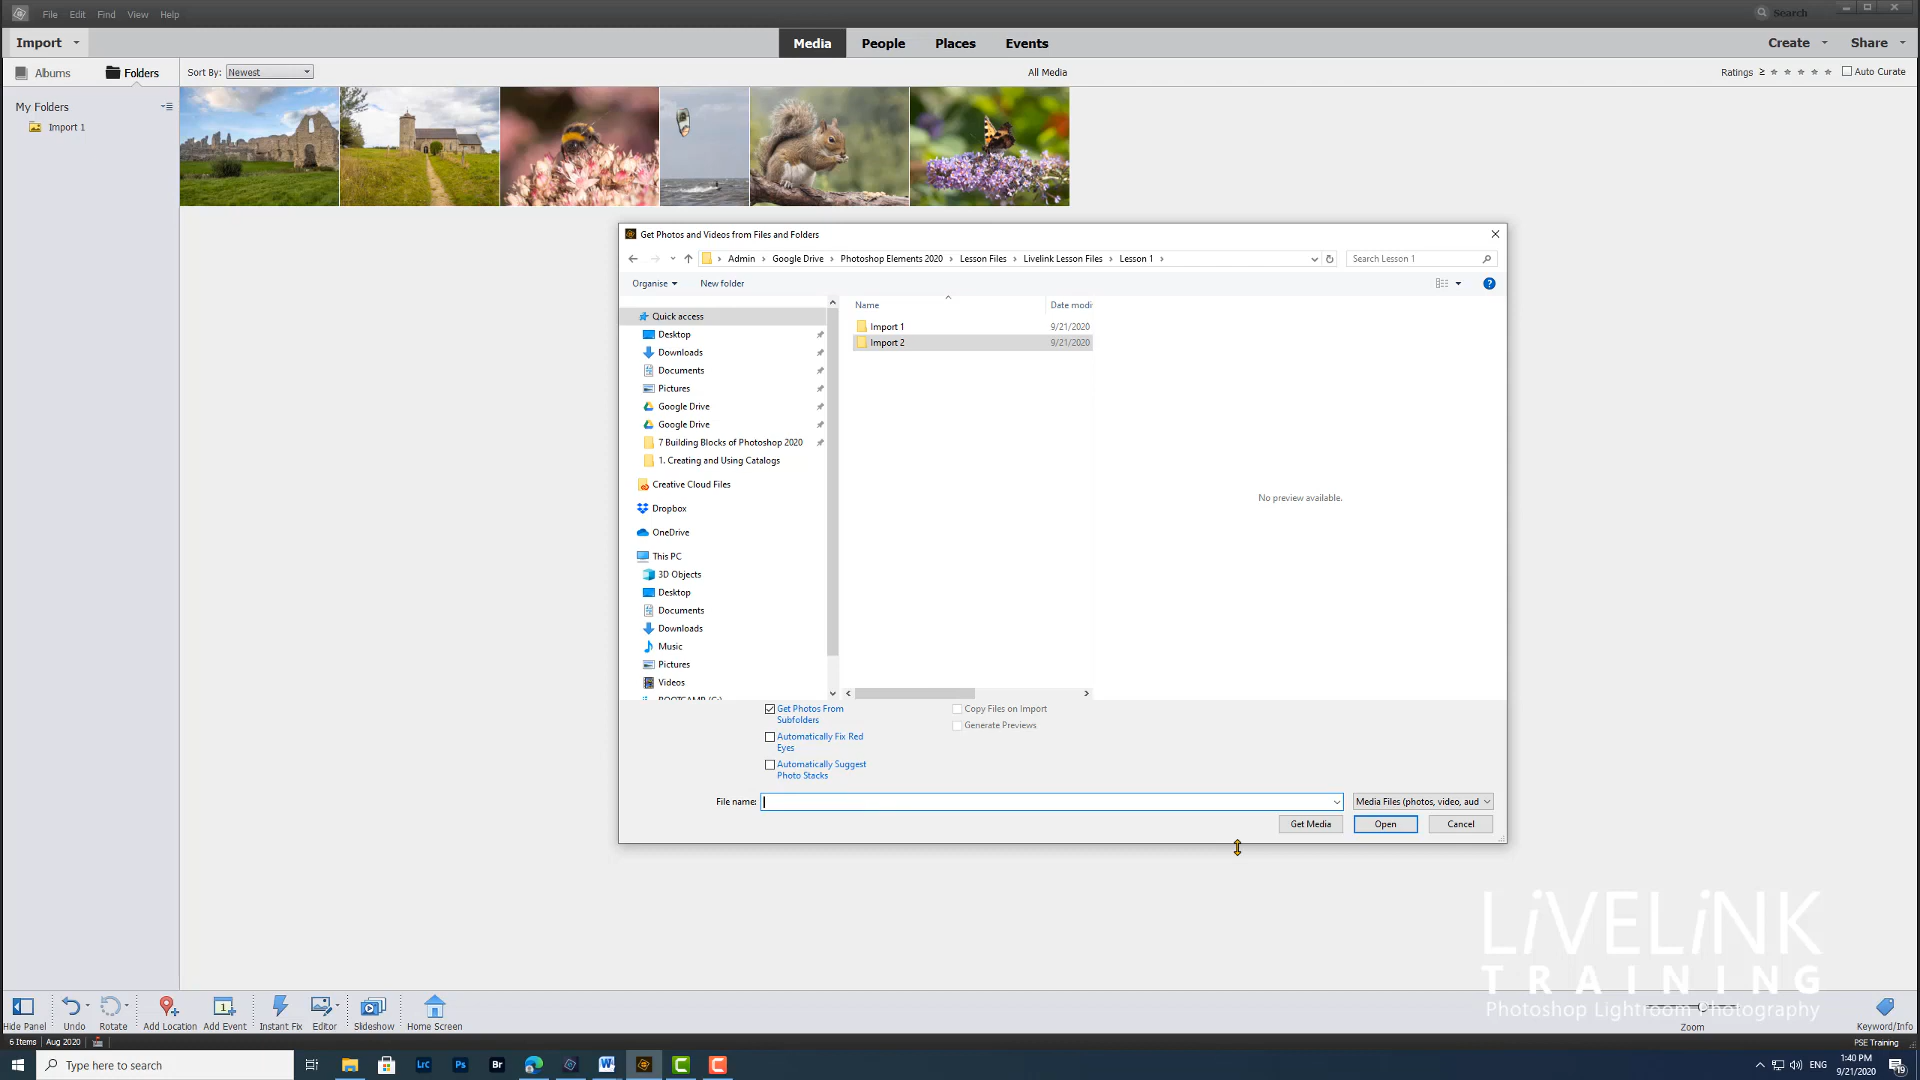 File Edit Find View Help Search
Import Media People Places Events Create Share
Albums Folders Sort By: Newest All Media Ratings ≥ Auto Curate
My Folders
Import 1
Get Photos and Videos from Files and Folders
Admin Google Drive Photoshop Elements 2020 Lesson Files Livelink Lesson Files Lesson 1 Search Lesson 1
Organise New folder
Name Date modi
Quick access
Import 1 9/21/2020
Import 2 9/21/2020
Desktop
Downloads
Documents
Pictures
Google Drive
Google Drive
7 Building Blocks of Photoshop 2020
1. Creating and Using Catalogs
Creative Cloud Files
Dropbox
OneDrive
This PC
3D Objects
Desktop
Documents
Downloads
Music
Pictures
Videos
No preview available.
Get Photos From
Subfolders
Copy Files on Import
Generate Previews
Automatically Fix Red
Eyes
Automatically Suggest
Photo Stacks
File name: Media Files (photos, video, aud
Get Media Open Cancel
LiVELiNK
TRAINING
Photoshop Lightroom Photography
Hide Panel Undo Rotate Add Location Add Event Instant Fix Editor Slideshow Home Screen Zoom Keyword/Info
6 Items Aug 2020 PSE Training
Type here to search LrC Ps Br ENG 1:40 PM
9/21/2020 19